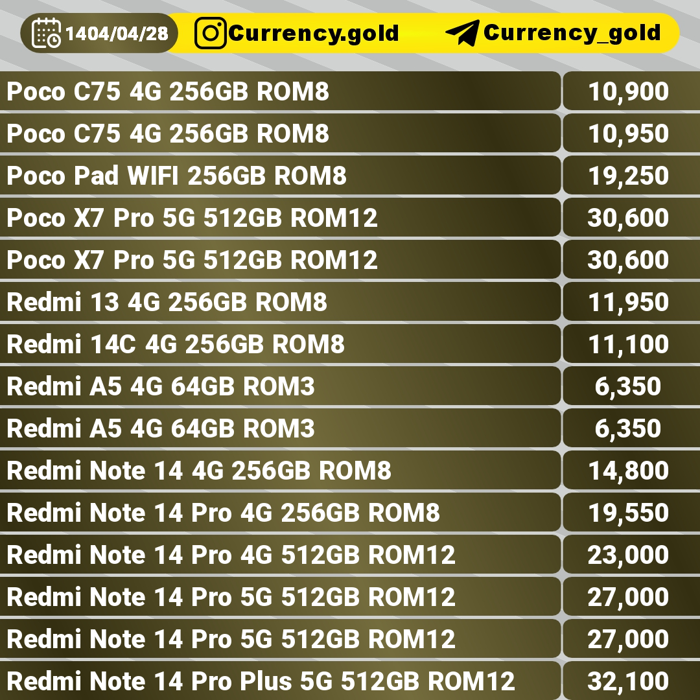 1404/04/28 Currency.gold Currency_gold
Poco C75 4G 256GB ROM8 10,900
Poco C75 4G 256GB ROM8 10,950
Poco Pad WIFI 256GB ROM8 19,250
Poco X7 Pro 5G 512GB ROM12 30,600
Poco X7 Pro 5G 512GB ROM12 30,600
Redmi 13 4G 256GB ROM8 11,950
Redmi 14C 4G 256GB ROM8 11,100
Redmi A5 4G 64GB ROM3 6,350
Redmi A5 4G 64GB ROM3 6,350
Redmi Note 14 4G 256GB ROM8 14,800
Redmi Note 14 Pro 4G 256GB ROM8 19,550
Redmi Note 14 Pro 4G 512GB ROM12 23,000
Redmi Note 14 Pro 5G 512GB ROM12 27,000
Redmi Note 14 Pro 5G 512GB ROM12 27,000
Redmi Note 14 Pro Plus 5G 512GB ROM12 32,100